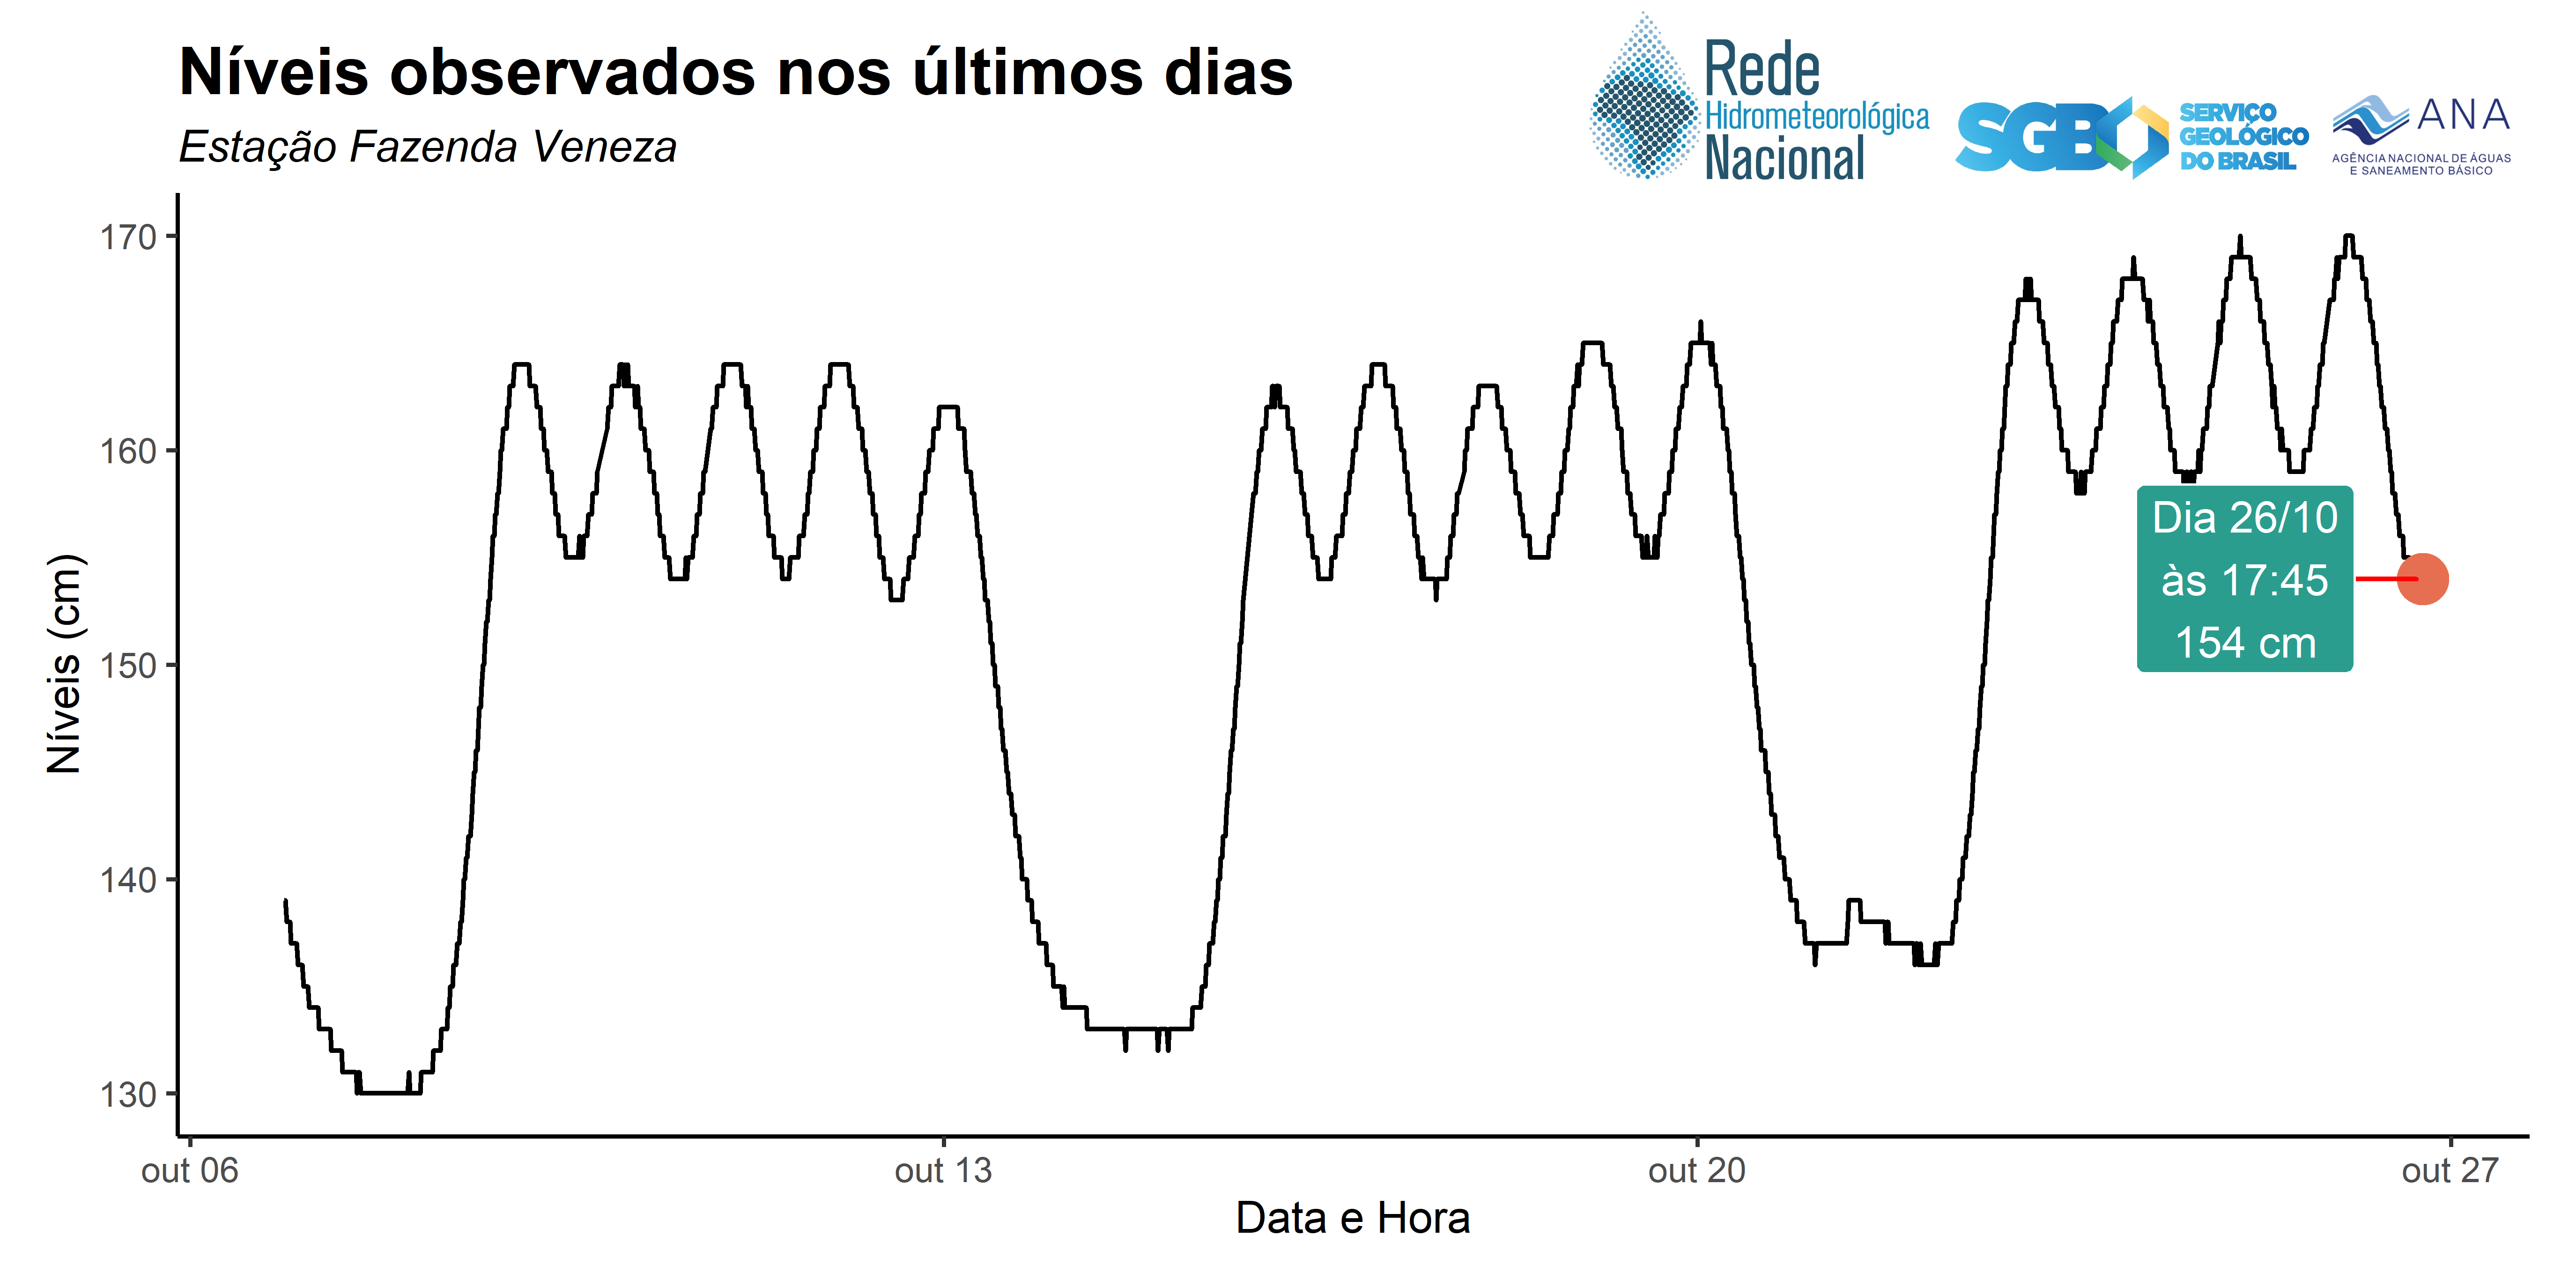 Níveis observados nos últimos dias
Estação Fazenda Veneza
Rede
Hidrometeorológica
Nacional
SGB
SERVIÇO
GEOLÓGICO
DO BRASIL
ANA
AGÊNCIA NACIONAL DE ÁGUAS
E SANEAMENTO BÁSICO
Níveis (cm)
170
160
150
140
130
Dia 26/10
às 17:45
154 cm
out 06
out 13
out 20
out 27
Data e Hora